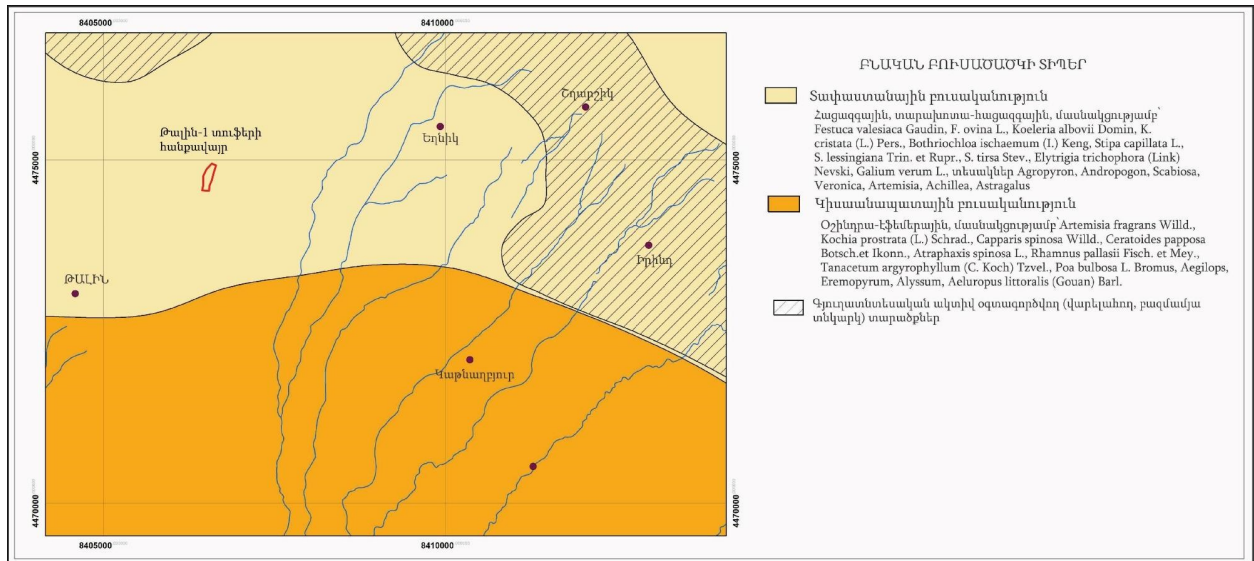 8405000
8410000
4475000
4475000
4470000
4470000
8405000
8410000
Թալին-1 տուֆերի
հանքավայր
Եղնիկ
Շղարշիկ
Իրինդ
ԹԱԼԻՆ
Կաթնաղբյուր
ԲՆԱԿԱՆ ԲՈՒՍԱԾԱԾԿԻ ՏԻՊԵՐ
Տափաստանային բուսականություն
Հացազգային, տարախոտա-հացազգային, մասնակցությամբ՝
Festuca valesiaca Gaudin, F. ovina L., Koeleria albovii Domin, K.
cristata (L.) Pers., Bothriochloa ischaemum (I.) Keng, Stipa capillata L.,
S. lessingiana Trin. et Rupr., S. tirsa Stev., Elytrigia trichophora (Link)
Nevski, Galium verum L., տեսակներ Agropyron, Andropogon, Scabiosa,
Veronica, Artemisia, Achillea, Astragalus
Կիսաանապատային բուսականություն
Օշինդրա-էֆեմերային, մասնակցությամբ՝ Artemisia fragrans Willd.,
Kochia prostrata (L.) Schrad., Capparis spinosa Willd., Ceratoides papposa
Botsch.et Ikonn., Atraphaxis spinosa L., Rhamnus pallasii Fisch. et Mey.,
Tanacetum argyrophyllum (C. Koch) Tzvel., Poa bulbosa L. Bromus, Aegilops,
Eremopyrum, Alyssum, Aeluropus littoralis (Gouan) Barl.
Գյուղատնտեսական ակտիվ օգտագործվող (վարելահող, բազմամյա
տնկարկ) տարածքներ